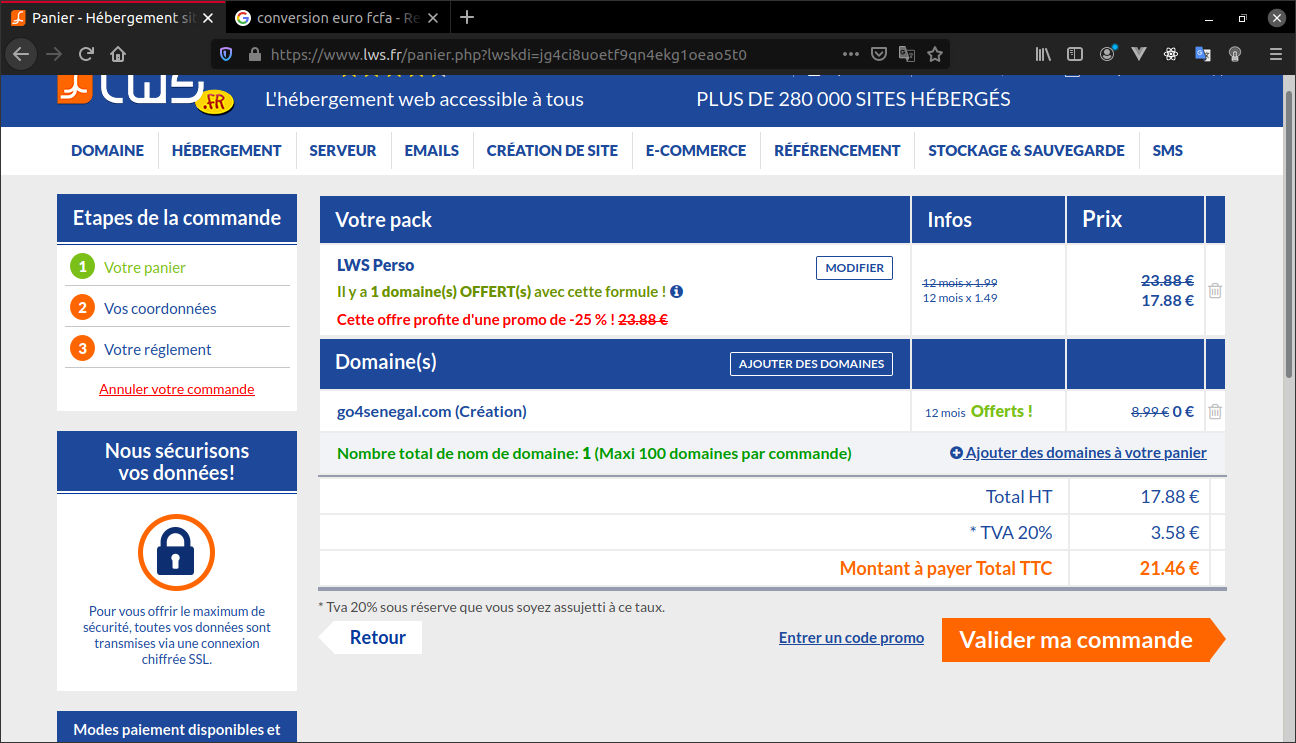 Panier - Hébergement si
conversion euro fcfa - Re
https://www.lws.fr/panier.php?lwskdi=jg4ci8uoetf9qn4ekg1oeao5t0
LWS
.FR
L'hébergement web accessible à tous
PLUS DE 280 000 SITES HÉBERGÉS
DOMAINE
HÉBERGEMENT
SERVEUR
EMAILS
CRÉATION DE SITE
E-COMMERCE
RÉFÉRENCEMENT
STOCKAGE & SAUVEGARDE
SMS
Etapes de la commande
1 Votre panier
2 Vos coordonnées
3 Votre réglement
Annuler votre commande
Nous sécurisons
vos données!
Pour vous offrir le maximum de
sécurité, toutes vos données sont
transmises via une connexion
chiffrée SSL.
Modes paiement disponibles et
Votre pack
Infos
Prix
LWS Perso
MODIFIER
Il y a 1 domaine(s) OFFERT(s) avec cette formule !
Cette offre profite d'une promo de -25 % ! 23.88 €
12 mois x 1.99
12 mois x 1.49
23.88 €
17.88 €
Domaine(s)
AJOUTER DES DOMAINES
go4senegal.com (Création)
12 mois Offerts !
8.99 € 0 €
Nombre total de nom de domaine: 1 (Maxi 100 domaines par commande)
Ajouter des domaines à votre panier
Total HT
17.88 €
* TVA 20%
3.58 €
Montant à payer Total TTC
21.46 €
* Tva 20% sous réserve que vous soyez assujetti à ce taux.
Retour
Entrer un code promo
Valider ma commande